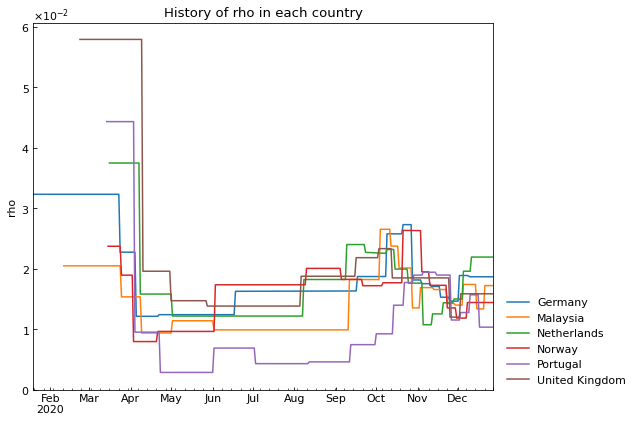 History of rho in each country
×10⁻²
6
5
4
3
2
1
0
rho
Feb Mar Apr May Jun Jul Aug Sep Oct Nov Dec
2020
Germany
Malaysia
Netherlands
Norway
Portugal
United Kingdom